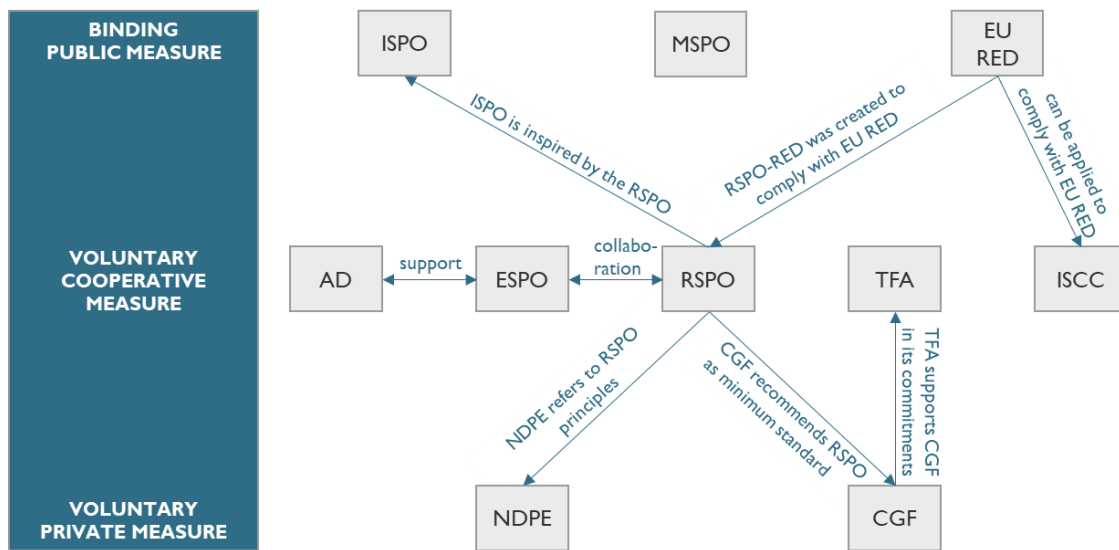 BINDING
PUBLIC MEASURE
ISPO
MSPO
EU
RED
ISPO is inspired by the RSPO
RSPO-RED was created to
comply with EU RED
can be applied to
comply with EU RED
VOLUNTARY
COOPERATIVE
MEASURE
AD
support
ESPO
collabo-
ration
RSPO
TFA
ISCC
NDPE refers to RSPO
principles
CGF recommends RSPO
as minimum standard
TFA supports CGF
in its commitments
VOLUNTARY
PRIVATE MEASURE
NDPE
CGF